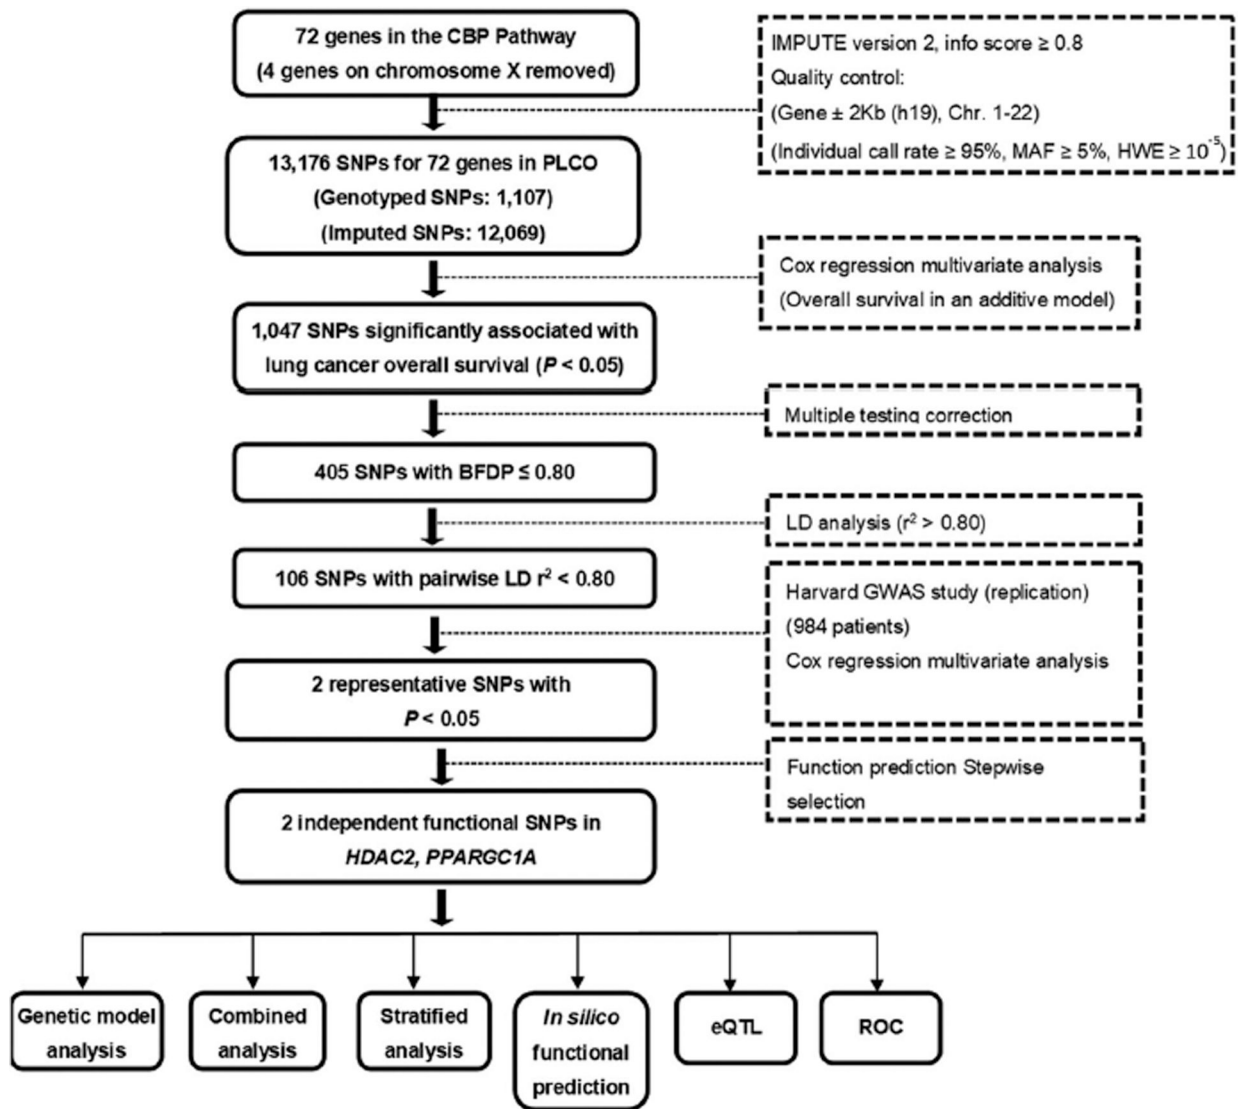 72 genes in the CBP Pathway
(4 genes on chromosome X removed)
IMPUTE version 2, info score ≥ 0.8
Quality control:
(Gene ± 2Kb (h19), Chr. 1-22)
(Individual call rate ≥ 95%, MAF ≥ 5%, HWE ≥ 10⁻⁵)
13,176 SNPs for 72 genes in PLCO
(Genotyped SNPs: 1,107)
(Imputed SNPs: 12,069)
Cox regression multivariate analysis
(Overall survival in an additive model)
1,047 SNPs significantly associated with
lung cancer overall survival (P < 0.05)
Multiple testing correction
405 SNPs with BFDP ≤ 0.80
LD analysis (r² > 0.80)
106 SNPs with pairwise LD r² < 0.80
Harvard GWAS study (replication)
(984 patients)
Cox regression multivariate analysis
2 representative SNPs with
P < 0.05
Function prediction Stepwise
selection
2 independent functional SNPs in
HDAC2, PPARGC1A
Genetic model
analysis
Combined
analysis
Stratified
analysis
In silico
functional
prediction
eQTL
ROC